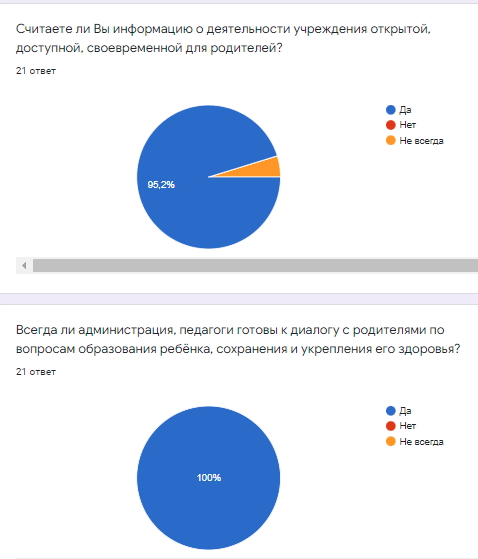 Считаете ли Вы информацию о деятельности учреждения открытой,
доступной, своевременной для родителей?
21 ответ
Да
Нет
Не всегда
95,2%
Всегда ли администрация, педагоги готовы к диалогу с родителями по
вопросам образования ребёнка, сохранения и укрепления его здоровья?
21 ответ
Да
Нет
Не всегда
100%